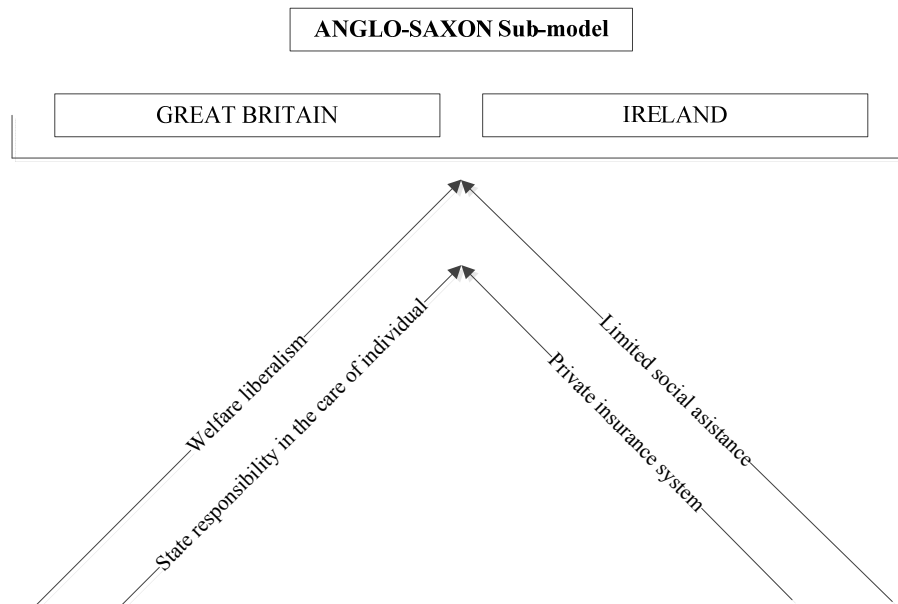 ANGLO-SAXON Sub-model
GREAT BRITAIN
IRELAND
Welfare liberalism
State responsibility in the care of individual
Private insurance system
Limited social asistance